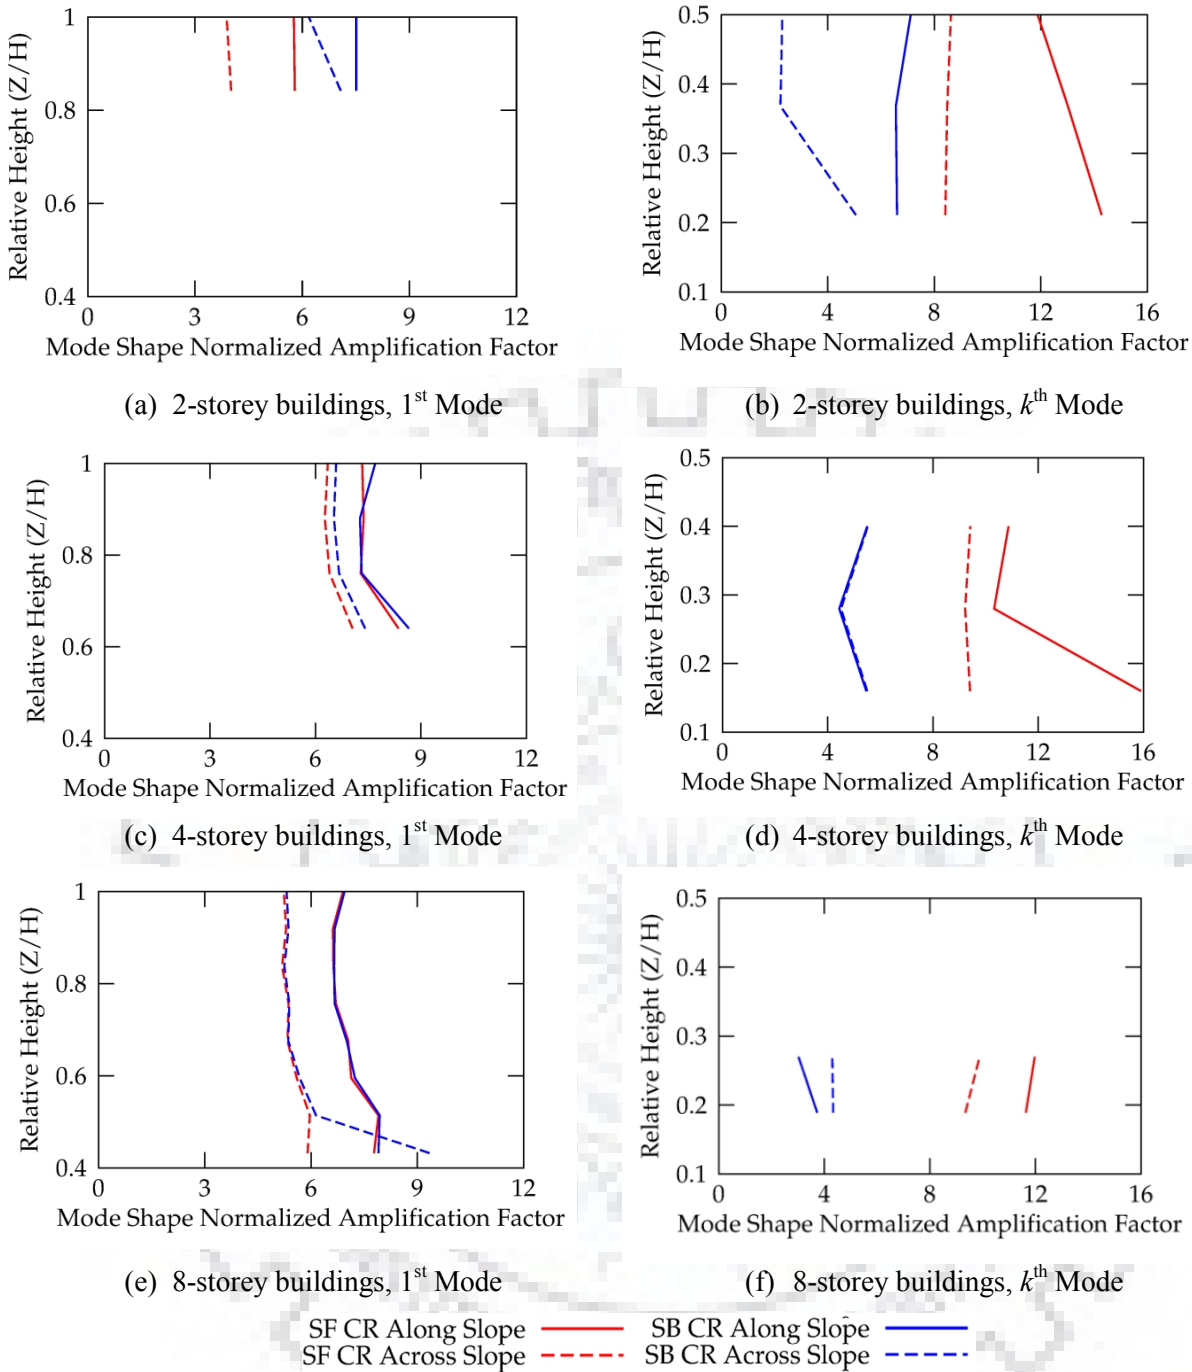 1
0.8
0.6
0.4
0 3 6 9 12
Relative Height (Z/H)
Mode Shape Normalized Amplification Factor
(a) 2-storey buildings, 1st Mode
0.5
0.4
0.3
0.2
0.1
0 4 8 12 16
Relative Height (Z/H)
Mode Shape Normalized Amplification Factor
(b) 2-storey buildings, kth Mode
1
0.8
0.6
0.4
0 3 6 9 12
Relative Height (Z/H)
Mode Shape Normalized Amplification Factor
(c) 4-storey buildings, 1st Mode
0.5
0.4
0.3
0.2
0.1
0 4 8 12 16
Relative Height (Z/H)
Mode Shape Normalized Amplification Factor
(d) 4-storey buildings, kth Mode
1
0.8
0.6
0.4
0 3 6 9 12
Relative Height (Z/H)
Mode Shape Normalized Amplification Factor
(e) 8-storey buildings, 1st Mode
0.5
0.4
0.3
0.2
0.1
0 4 8 12 16
Relative Height (Z/H)
Mode Shape Normalized Amplification Factor
(f) 8-storey buildings, kth Mode
SF CR Along Slope SB CR Along Slope
SF CR Across Slope SB CR Across Slope